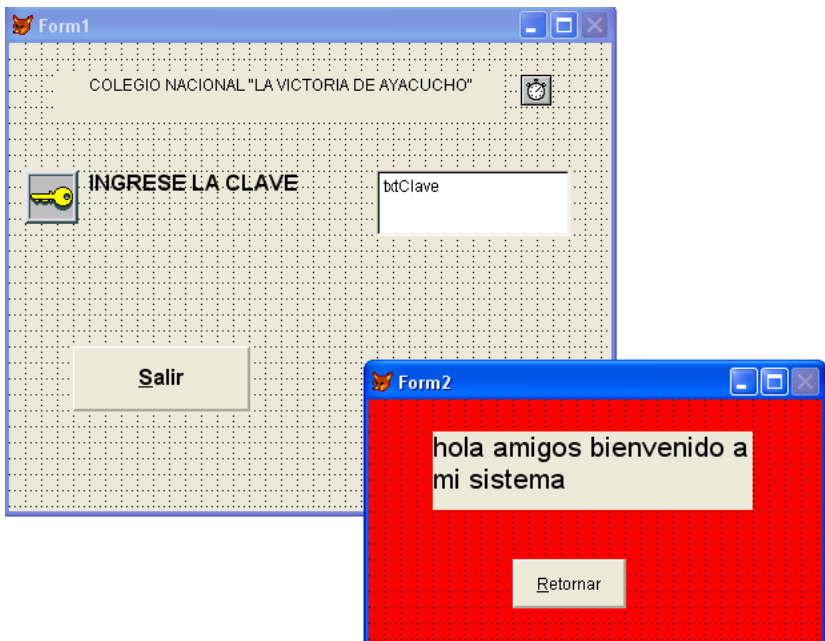 Form1
COLEGIO NACIONAL "LA VICTORIA DE AYACUCHO"
INGRESE LA CLAVE
txtClave
Salir
Form2
hola amigos bienvenido a
mi sistema
Retornar